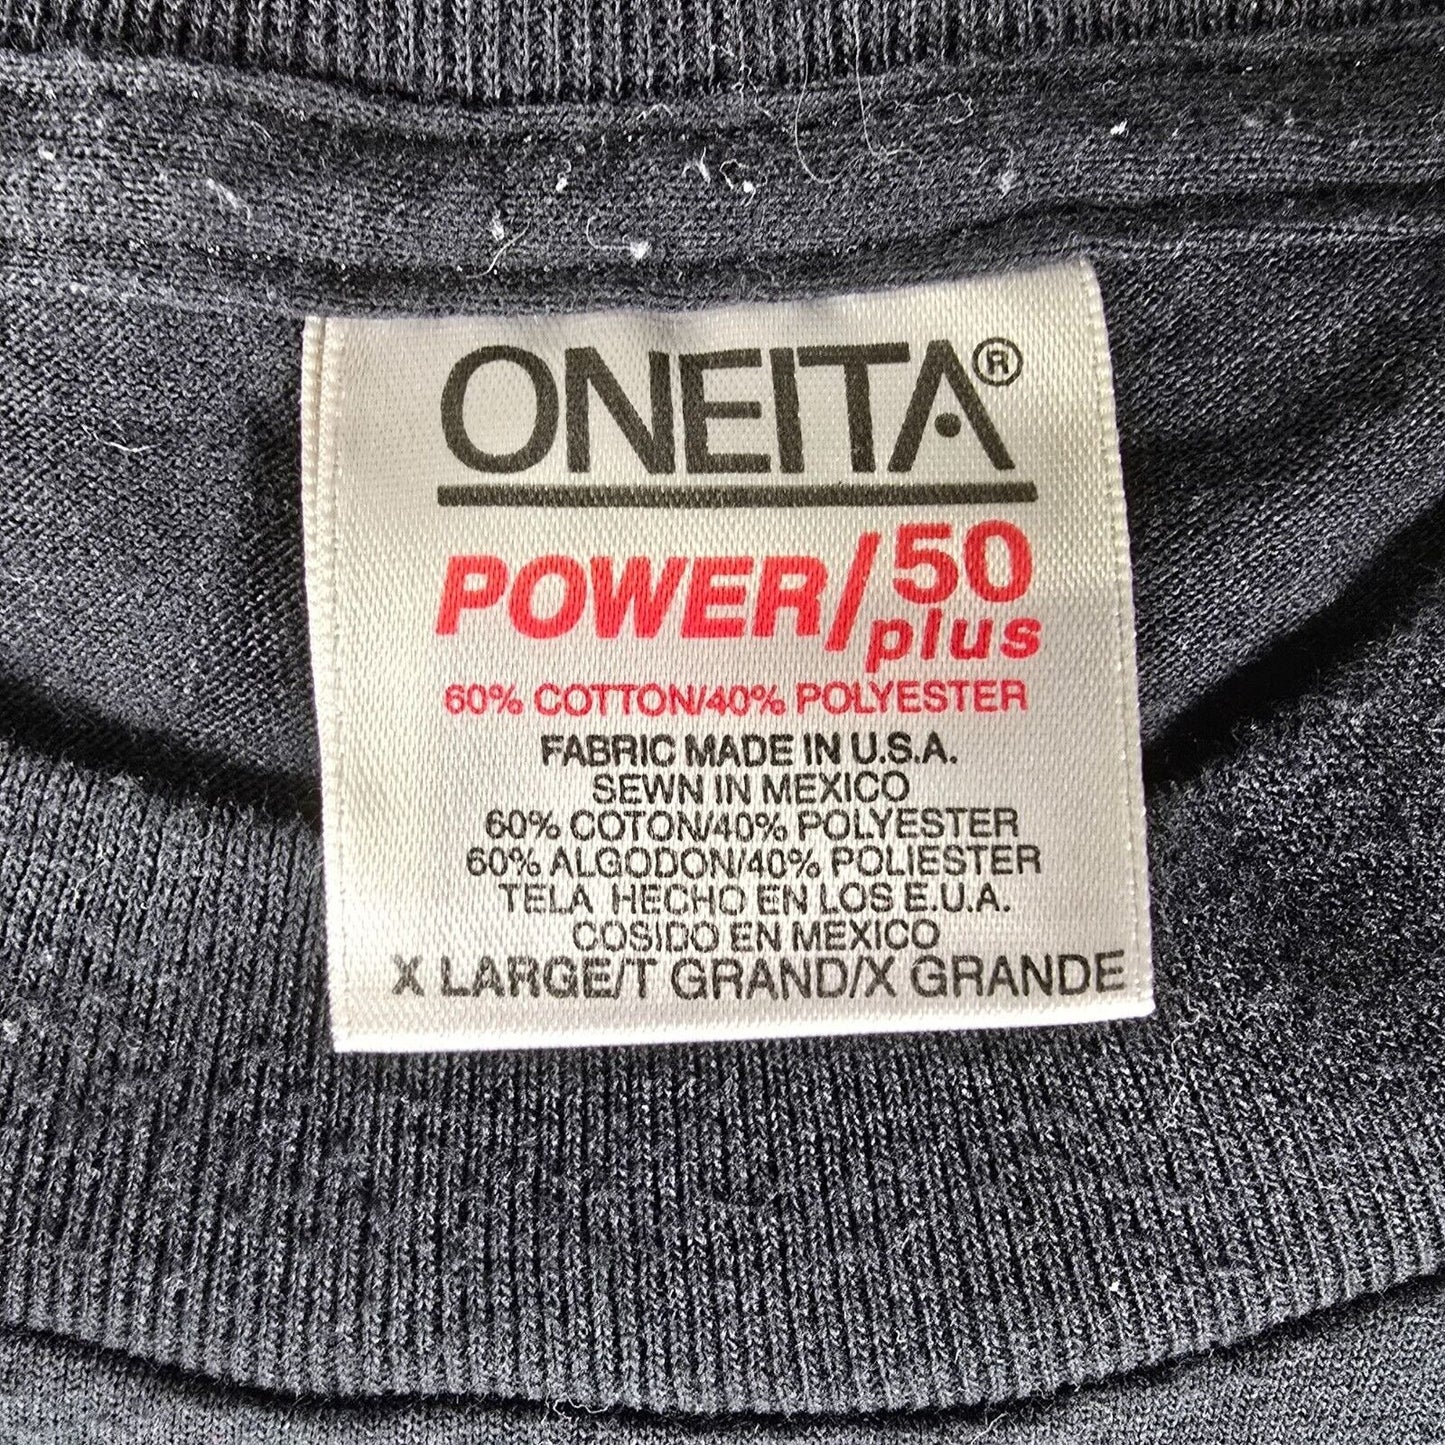 ONEITA®
POWER/50 plus
60% COTTON/40% POLYESTER
FABRIC MADE IN U.S.A.
SEWN IN MEXICO
60% COTON/40% POLYESTER
60% ALGODON/40% POLIESTER
TELA HECHO EN LOS E.U.A.
COSIDO EN MEXICO
X LARGE/T GRAND/X GRANDE